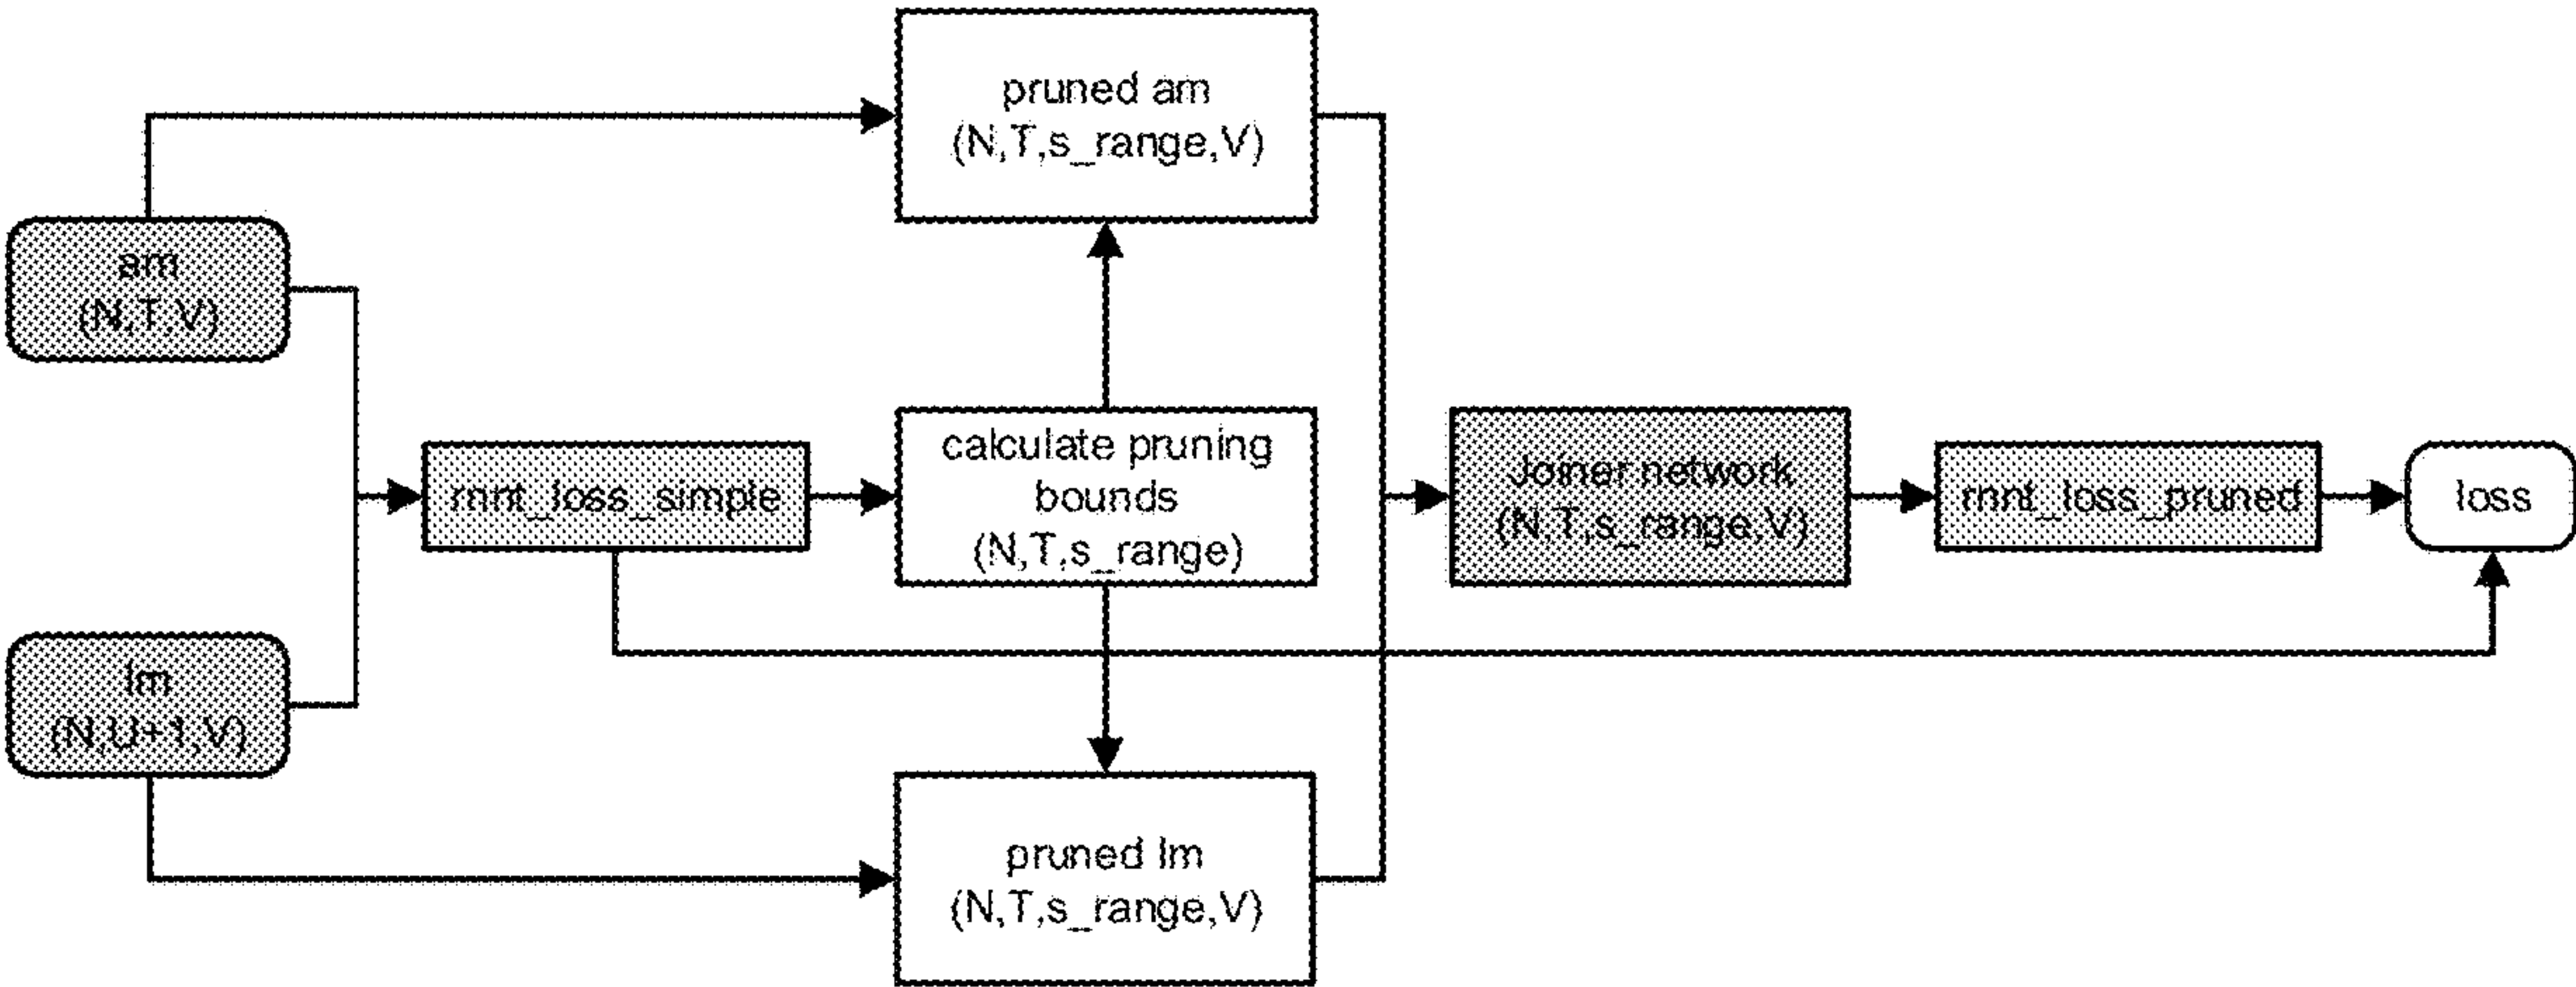 pruned am
(N,T,s_range,V)
am
(N,T,V)
calculate pruning
bounds
(N,T,s_range)
rnnt_loss_simple
Joiner network
(N,T,s_range,V)
rnnt_loss_pruned
loss
lm
(N,U+1,V)
pruned lm
(N,T,s_range,V)